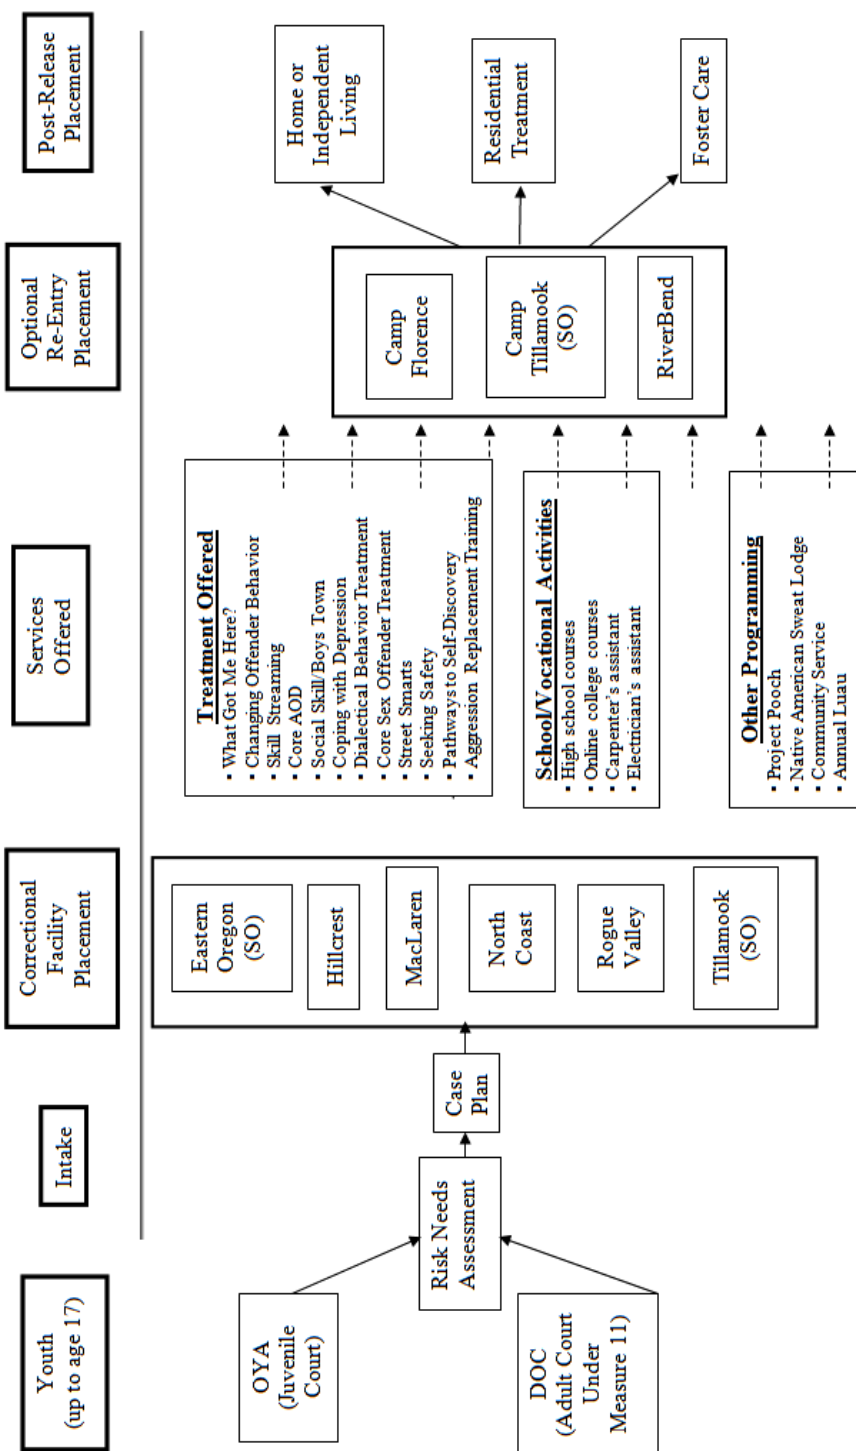 Youth
(up to age 17)
Intake
Correctional
Facility
Placement
Services
Offered
Optional
Re-Entry
Placement
Post-Release
Placement
OYA
(Juvenile
Court)
DOC
(Adult Court
Under
Measure 11)
Risk Needs
Assessment
Case
Plan
Eastern
Oregon
(SO)
Hillcrest
MacLaren
North
Coast
Rogue
Valley
Tillamook
(SO)
Treatment Offered
▪ What Got Me Here?
▪ Changing Offender Behavior
▪ Skill Streaming
▪ Core AOD
▪ Social Skill/Boys Town
▪ Coping with Depression
▪ Dialectical Behavior Treatment
▪ Core Sex Offender Treatment
▪ Street Smarts
▪ Seeking Safety
▪ Pathways to Self-Discovery
▪ Aggression Replacement Training
School/Vocational Activities
▪ High school courses
▪ Online college courses
▪ Carpenter's assistant
▪ Electrician's assistant
Other Programming
▪ Project Pooch
▪ Native American Sweat Lodge
▪ Community Service
▪ Annual Luau
Camp
Florence
Camp
Tillamook
(SO)
RiverBend
Home or
Independent
Living
Residential
Treatment
Foster Care